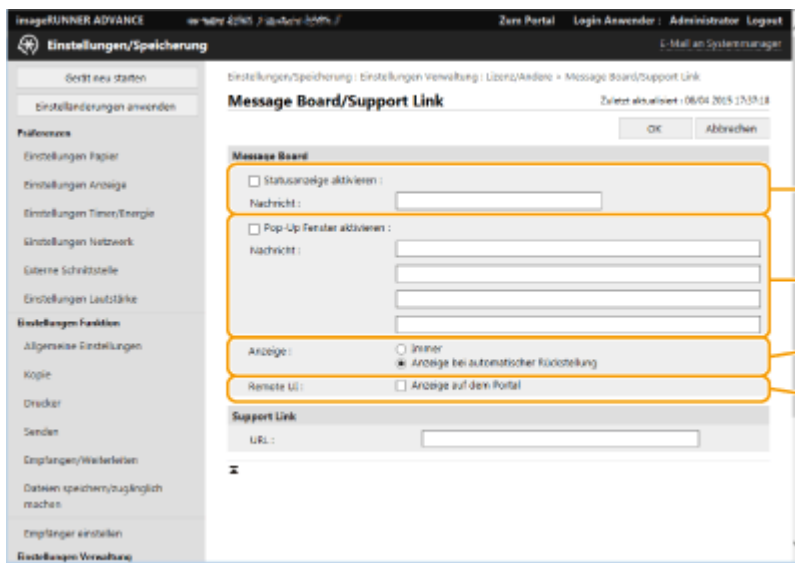 imageRUNNER ADVANCE
Zum Portal Login Anwender : Administrator Logout
Einstellungen/Speicherung
E-Mail an Systemmanager
Gerät neu starten
Einstelländerungen anwenden
Präferenzen
Einstellungen Papier
Einstellungen Anzeige
Einstellungen Timer/Energie
Einstellungen Netzwerk
Externe Schnittstelle
Einstellungen Lautstärke
Einstellungen Funktion
Allgemeine Einstellungen
Kopie
Drucker
Senden
Empfangen/Weiterleiten
Dateien speichern/zugänglich
machen
Empfänger einstellen
Einstellungen Verwaltung
Einstellungen/Speicherung : Einstellungen Verwaltung : Lizenz/Andere > Message Board/Support Link
Message Board/Support Link
Zuletzt aktualisiert : 08/04 2015 17:37:18
OK Abbrechen
Message Board
Statusanzeige aktivieren :
Nachricht :
Pop-Up Fenster aktivieren :
Nachricht :
Anzeige :
Immer
Anzeige bei automatischer Rückstellung
Remote UI :
Anzeige auf dem Portal
Support Link
URL :